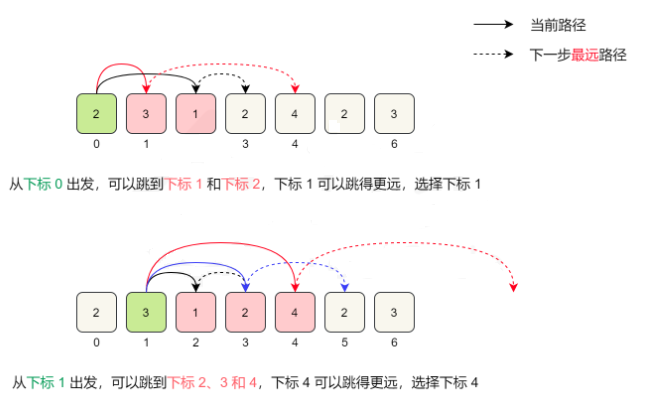 当前路径
下一步最远路径
2 3 1 2 4 2 3
0 1 3 4 6
从下标 0 出发，可以跳到下标 1 和下标 2，下标 1 可以跳得更远，选择下标 1
2 3 1 2 4 2 3
0 1 2 3 4 5 6
从下标 1 出发，可以跳到下标 2、3 和 4，下标 4 可以跳得更远，选择下标 4